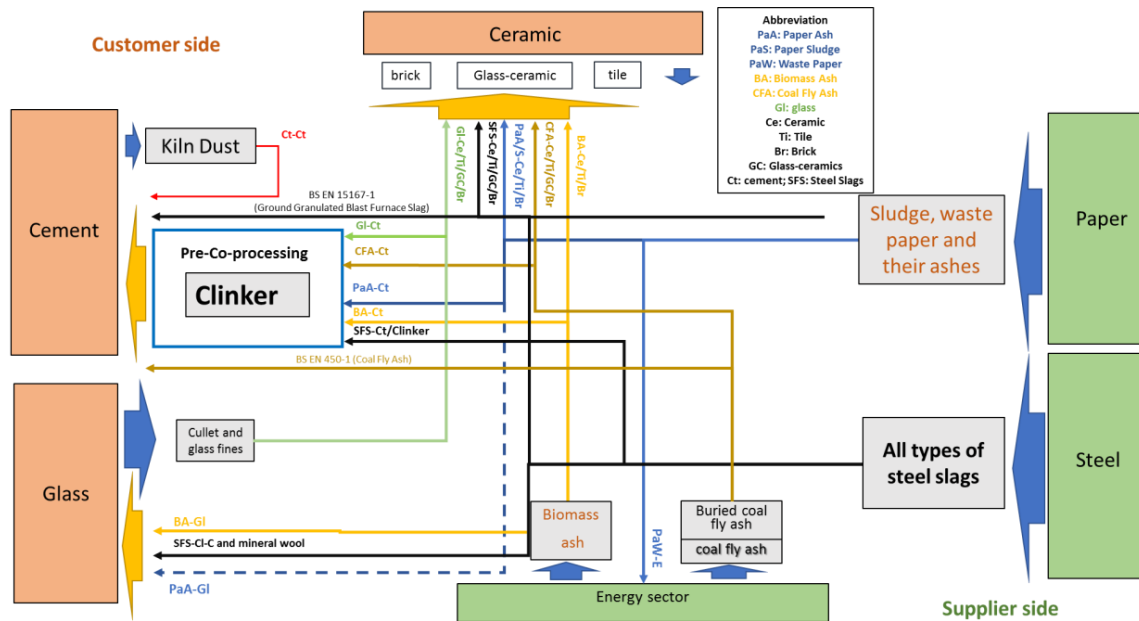 Customer side
Ceramic
brick
Glass-ceramic
tile
Abbreviation
PaA: Paper Ash
PaS: Paper Sludge
PaW: Waste Paper
BA: Biomass Ash
CFA: Coal Fly Ash
Gl: glass
Ce: Ceramic
Ti: Tile
Br: Brick
GC: Glass-ceramics
Ct: cement; SFS: Steel Slags
Cement
Kiln Dust
Ct-Ct
Gl-Ce/Ti/GC/Br
SFS-Ce/Ti/GC/Br
PaA/S-Ce/Ti/Br
CFA-Ce/Ti/GC/Br
BA-Ce/Ti/Br
BS EN 15167-1
(Ground Granulated Blast Furnace Slag)
Sludge, waste
paper and
their ashes
Paper
Gl-Ct
Pre-Co-processing
Clinker
CFA-Ct
PaA-Ct
BA-Ct
SFS-Ct/Clinker
BS EN 450-1 (Coal Fly Ash)
Glass
Cullet and
glass fines
All types of
steel slags
Steel
BA-Gl
SFS-Cl-C and mineral wool
PaA-Gl
Biomass
ash
PaW-E
Buried coal
fly ash
coal fly ash
Energy sector
Supplier side